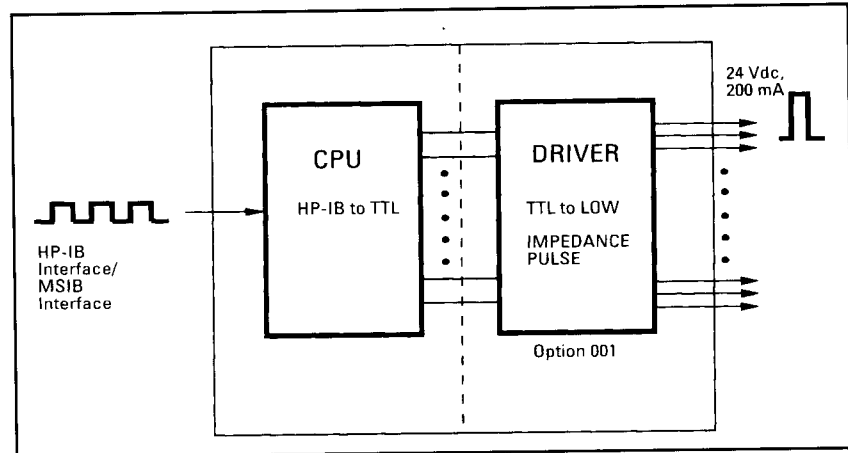 24 Vdc,
200 mA
CPU
HP-IB to TTL
DRIVER
TTL to LOW
IMPEDANCE
PULSE
HP-IB
Interface/
MSIB
Interface
Option 001